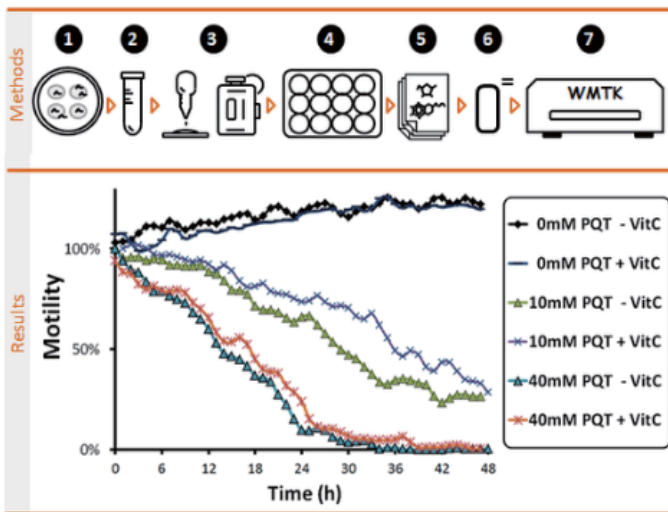 Methods
1 2 3 4 5 6 7
=
WMTK
Results
Motility
100%
50%
0%
0 6 12 18 24 30 36 42 48
Time (h)
0mM PQT - VitC
0mM PQT + VitC
10mM PQT - VitC
10mM PQT + VitC
40mM PQT - VitC
40mM PQT + VitC